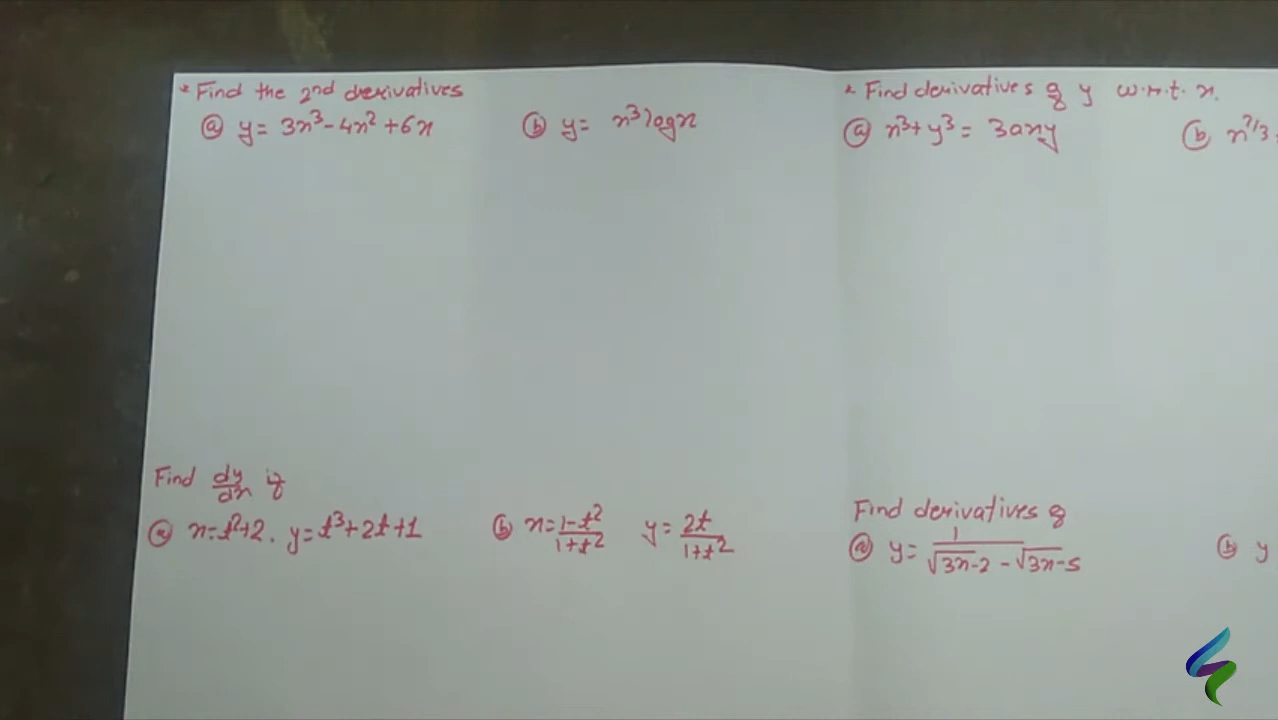 * Find the 2nd derivatives
(a) y = 3x³ - 4x² + 6x
(b) y = x³ log x
* Find derivatives of y w.r.t. x.
(a) x³ + y³ = 3axy
(b) x^2/3
Find dy/dx if
(a) x = t² + 2. y = t³ + 2t + 1
(b) x = 1-t²/1+t² y = 2t/1+t²
Find derivatives of
(a) y = 1/√3x-2 - √3x-5
(b) y